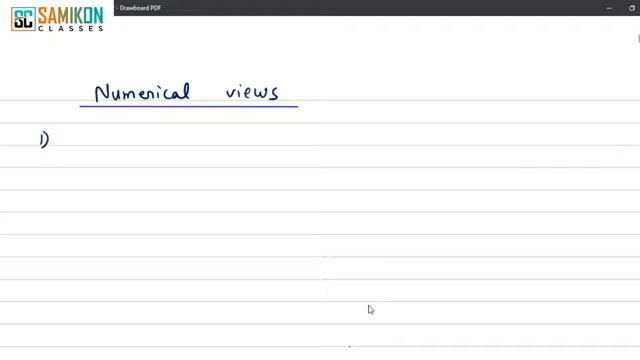 SC SAMIKON
CLASSES
Drawboard PDF
Numerical views
1)